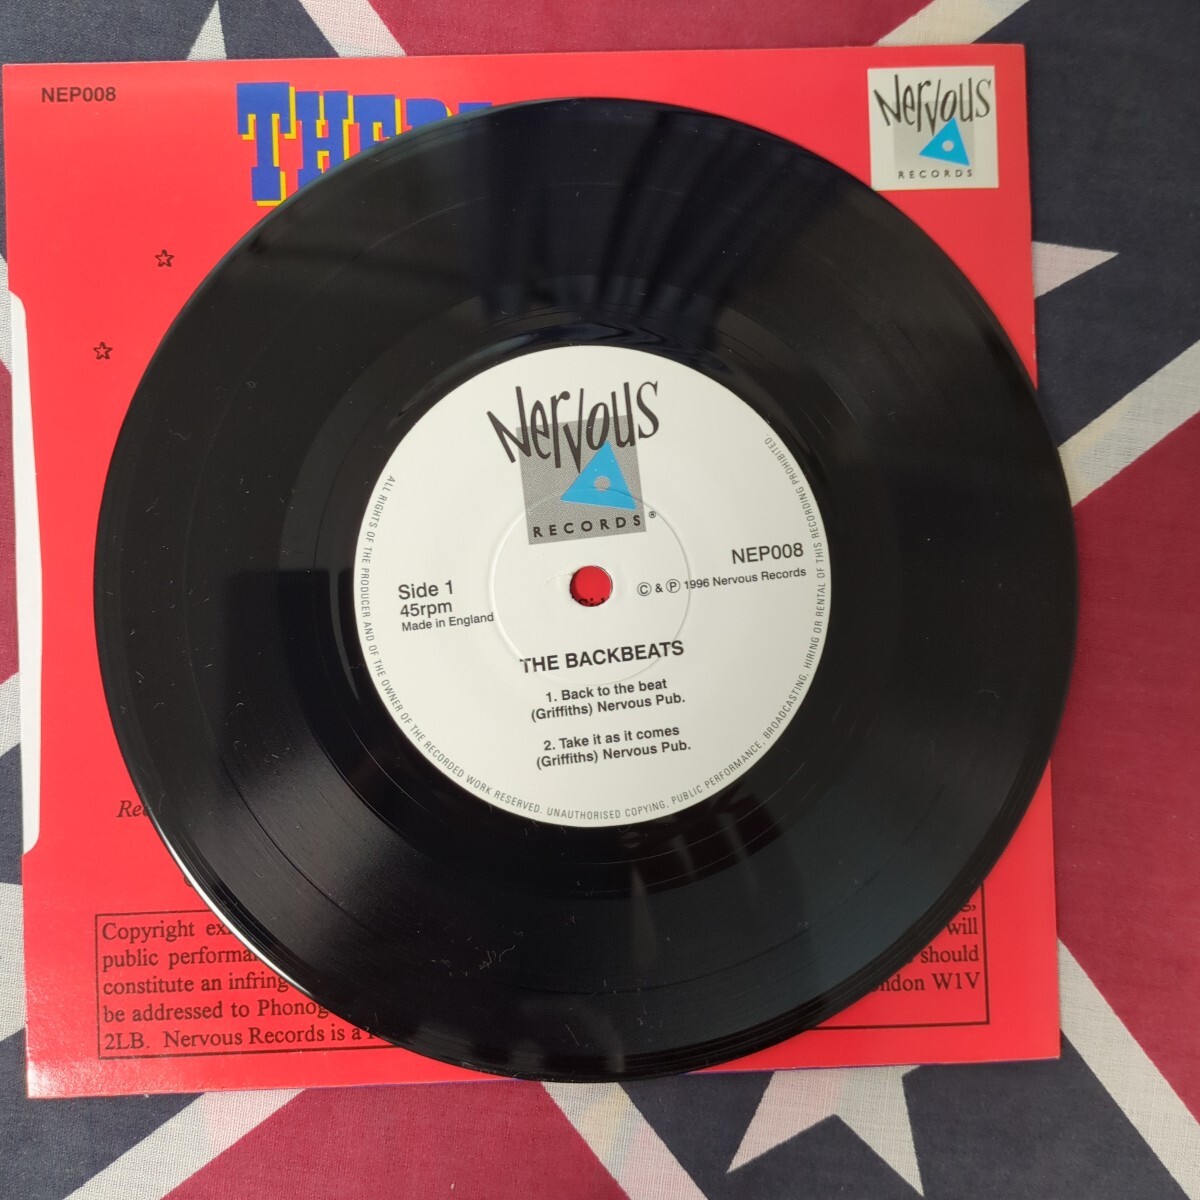 NEP008
THE
Nervous
RECORDS
Nervous
RECORDS
®
Side 1
45rpm
Made in England
NEP008
© & ℗ 1996 Nervous Records
THE BACKBEATS
1. Back to the beat
(Griffiths) Nervous Pub.
2. Take it as it comes
(Griffiths) Nervous Pub.
ALL RIGHTS OF THE PRODUCER AND OF THE OWNER OF THE RECORDED WORK RESERVED. UNAUTHORISED COPYING, PUBLIC PERFORMANCE, BROADCASTING, HIRING OR RENTAL OF THIS RECORDING PROHIBITED.
Copyright
public will
constitute an should
be addressed to W1V
2LB. Nervous Records is a